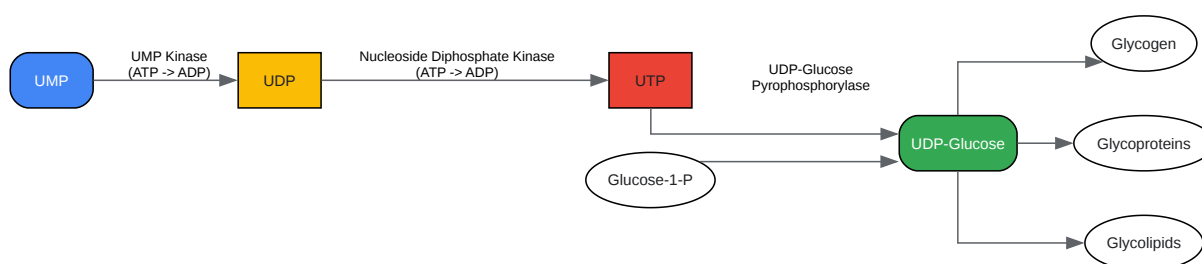 UMP
UMP Kinase
(ATP -> ADP)
UDP
Nucleoside Diphosphate Kinase
(ATP -> ADP)
UTP
UDP-Glucose
Pyrophosphorylase
Glucose-1-P
UDP-Glucose
Glycogen
Glycoproteins
Glycolipids